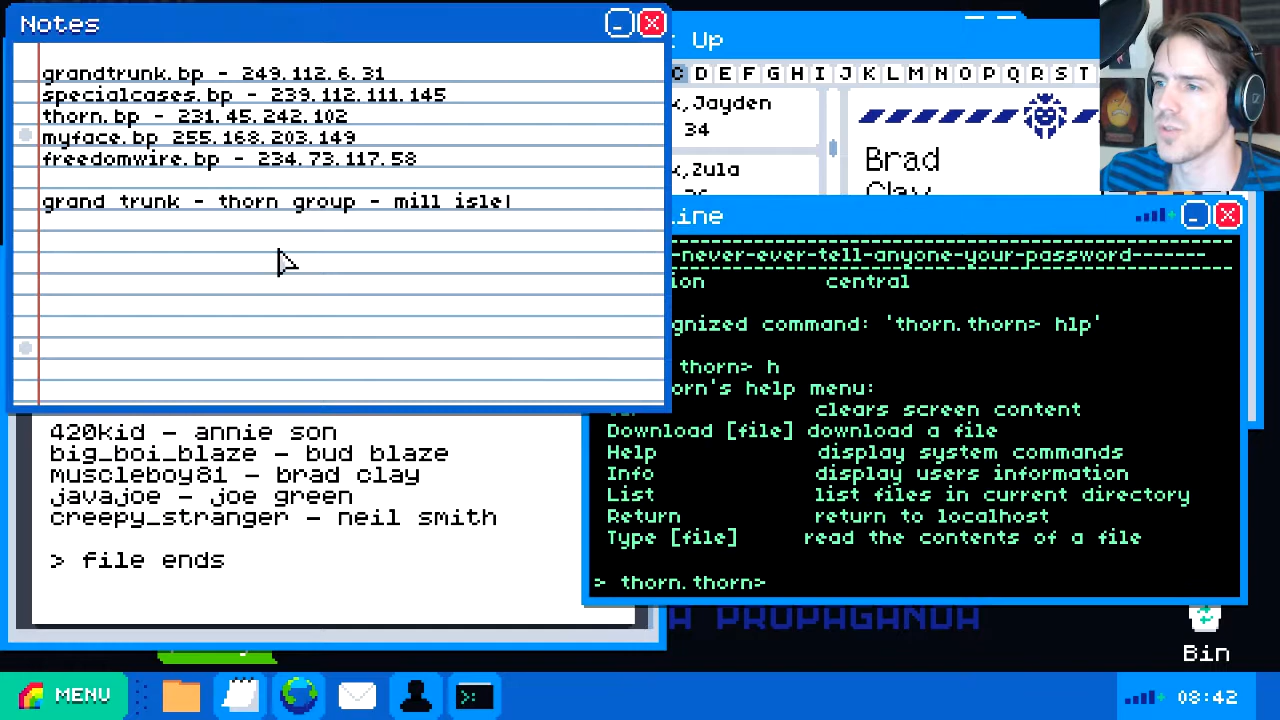 Notes
grandtrunk.bp - 249.112.6.31
specialcases.bp - 239.112.111.145
thorn.bp - 231.45.242.102
myface.bp 255.168.203.149
freedomwire.bp - 234.73.117.58
grand trunk - thorn group - mill isle
: Up
C D E F G H I J K L M N O P Q R S T
x,Jayden
34
x,Zula
Brad
Clay
ine
-never-ever-tell-anyone-your-password-------
ion central
gnized command: 'thorn.thorn> hlp'
thorn> h
orn's help menu:
clears screen content
Download [file] download a file
Help display system commands
Info display users information
List list files in current directory
Return return to localhost
Type [file] read the contents of a file
> thorn.thorn>
420kid - annie son
big_boi_blaze - bud blaze
muscleboy81 - brad clay
javajoe - joe green
creepy_stranger - neil smith
> file ends
A PROPAGANDA
Bin
MENU
08:42